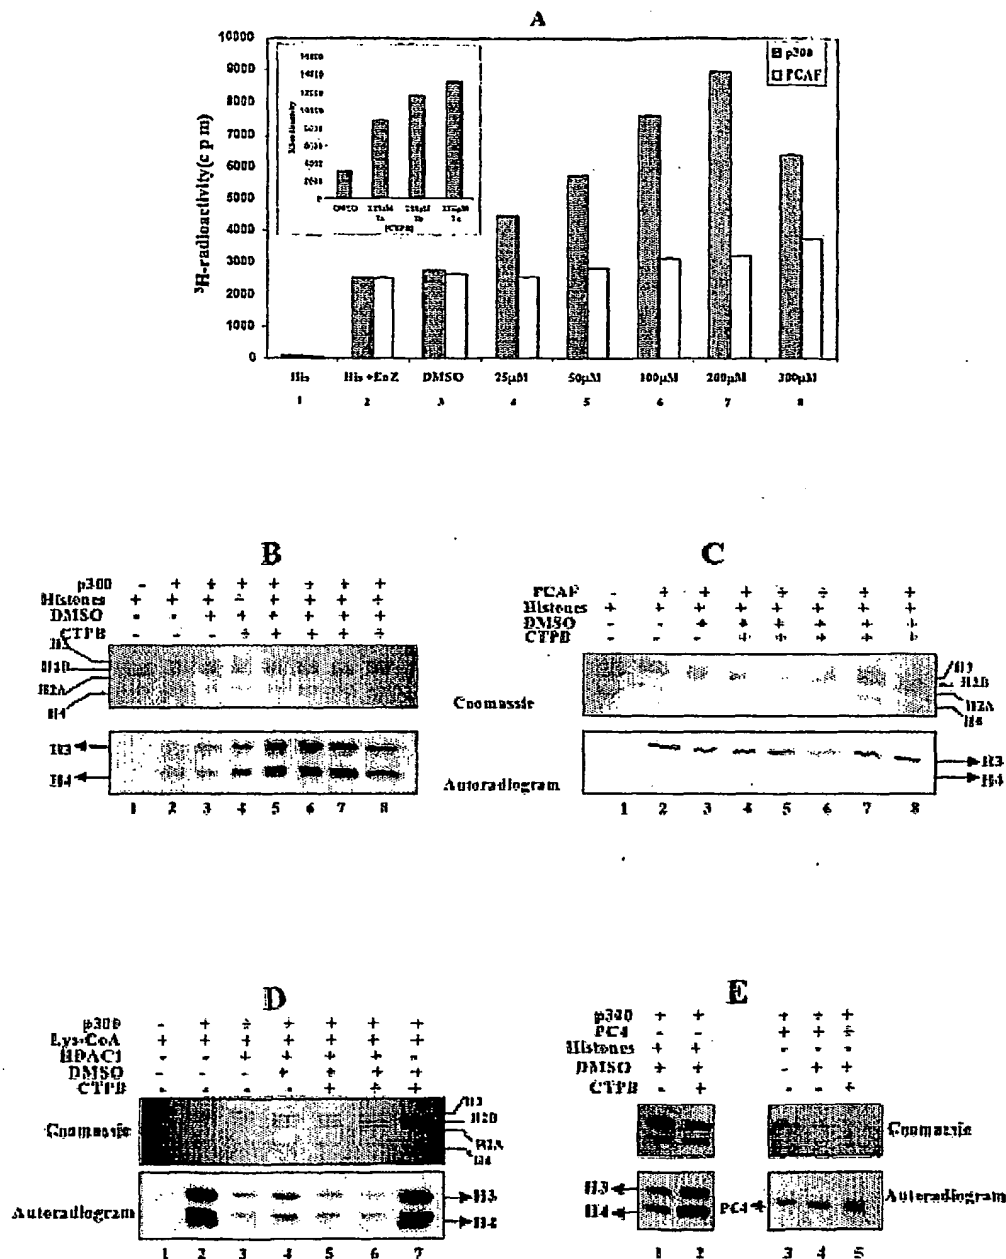 A
10000
9000
8000
7000
6000
5000
4000
3000
2000
1000
0
³H-radioactivity(c p m)
p300
PCAF
DMSO
[CTPB]
His
His +EnZ
DMSO
25µM
50µM
100µM
200µM
300µM
1 2 3 4 5 6 7 8
B
p300 - + + + + + + +
Histones + + + + + + + +
DMSO - - + + + + + +
CTPB - - - + + + + +
H3
H2B
H2A
H4
Coomassie
H3
H4
Autoradiogram
1 2 3 4 5 6 7 8
C
PCAF - + + + + + + +
Histones + + + + + + + +
DMSO - - + + + + + +
CTPB - - - + + + + +
H3
H2B
H2A
H4
H3
H4
1 2 3 4 5 6 7 8
D
p300 - + + + + + +
Lys-CoA + + + + + + +
HDAC1 - - + + + + -
DMSO - - - + + + +
CTPB - - - - + + +
Coomassie
H3
H2B
H2A
H4
Autoradiogram
H3
H4
1 2 3 4 5 6 7
E
p300 + + + + +
PC4 - - + + +
Histones + + - - -
DMSO + + - + +
CTPB - + - - +
Coomassie
H3
H4
PC4
Autoradiogram
1 2 3 4 5